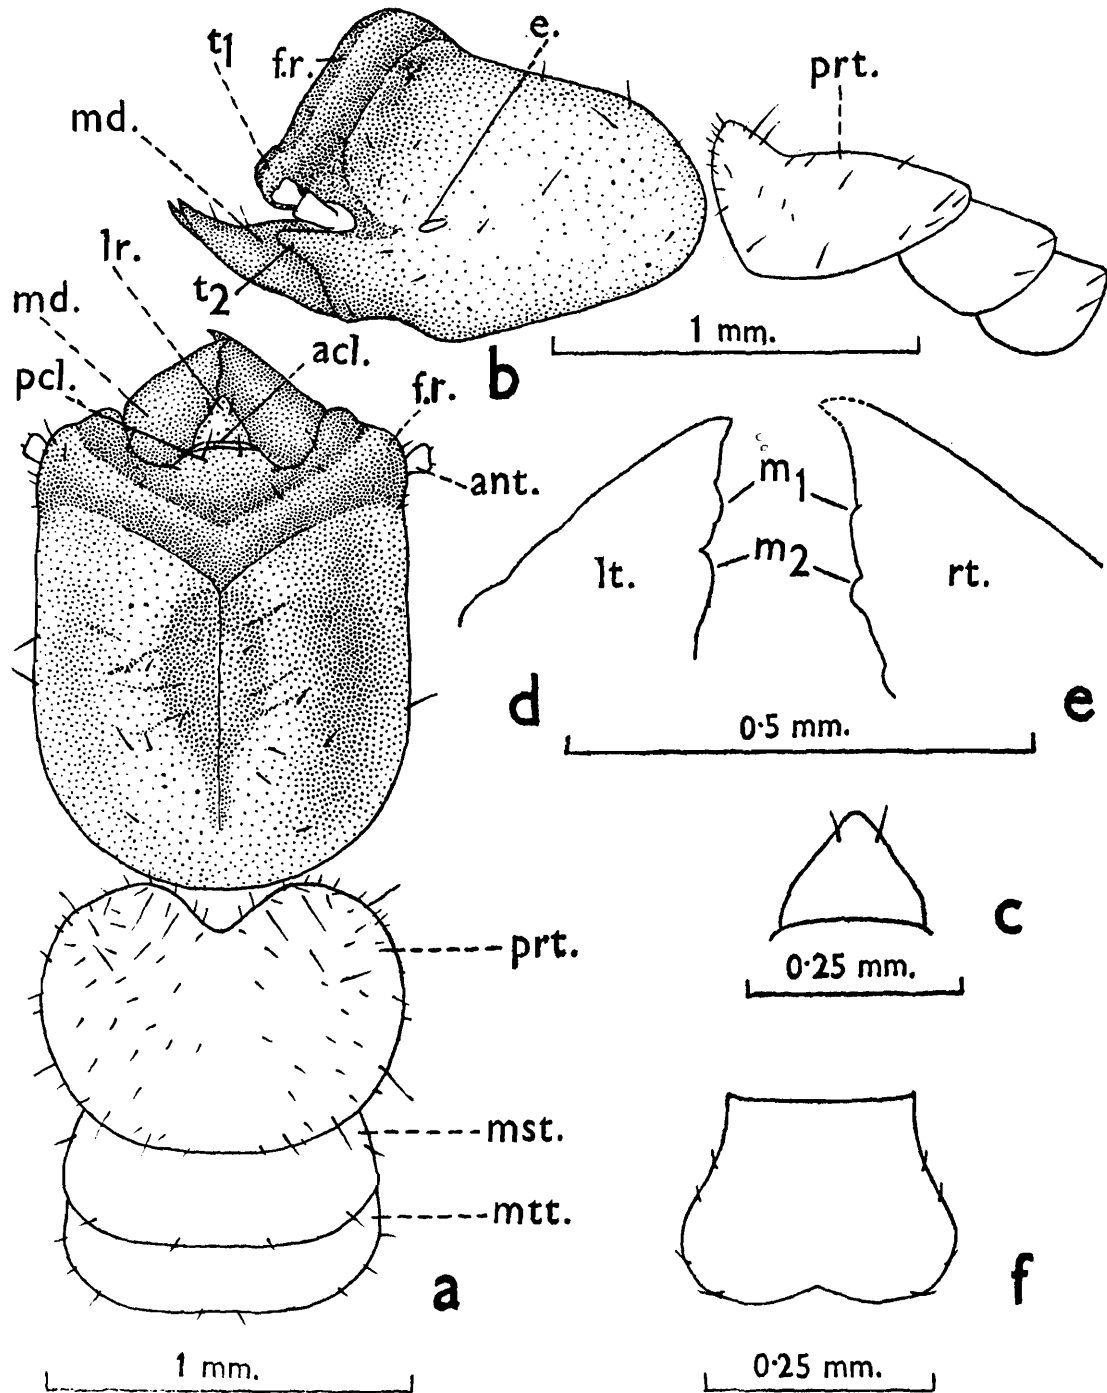 e.
t1
f.r.
prt.
md.
lr.
t2
1 mm.
md.
acl.
b
pcl.
f.r.
m1
ant.
m2
lt.
rt.
d
e
0·5 mm.
c
0·25 mm.
prt.
mst.
mtt.
a
f
1 mm.
0·25 mm.